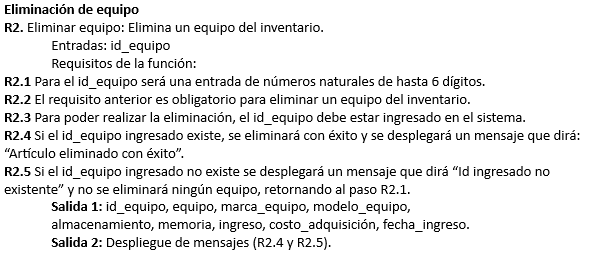 Eliminación de equipo
R2. Eliminar equipo: Elimina un equipo del inventario.
Entradas: id_equipo
Requisitos de la función:
R2.1 Para el id_equipo será una entrada de números naturales de hasta 6 dígitos.
R2.2 El requisito anterior es obligatorio para eliminar un equipo del inventario.
R2.3 Para poder realizar la eliminación, el id_equipo debe estar ingresado en el sistema.
R2.4 Si el id_equipo ingresado existe, se eliminará con éxito y se desplegará un mensaje que dirá:
“Artículo eliminado con éxito”.
R2.5 Si el id_equipo ingresado no existe se desplegará un mensaje que dirá “Id ingresado no
existente” y no se eliminará ningún equipo, retornando al paso R2.1.
Salida 1: id_equipo, equipo, marca_equipo, modelo_equipo,
almacenamiento, memoria, ingreso, costo_adquisición, fecha_ingreso.
Salida 2: Despliegue de mensajes (R2.4 y R2.5).